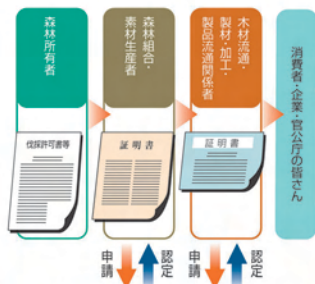 森林所有者
伐採許可書等
森林組合・
素材生産者
証明書
木材流通・
製材・加工・
製品流通関係者
証明書
消費者・企業・官公庁の皆さん
申請
認定
申請
認定